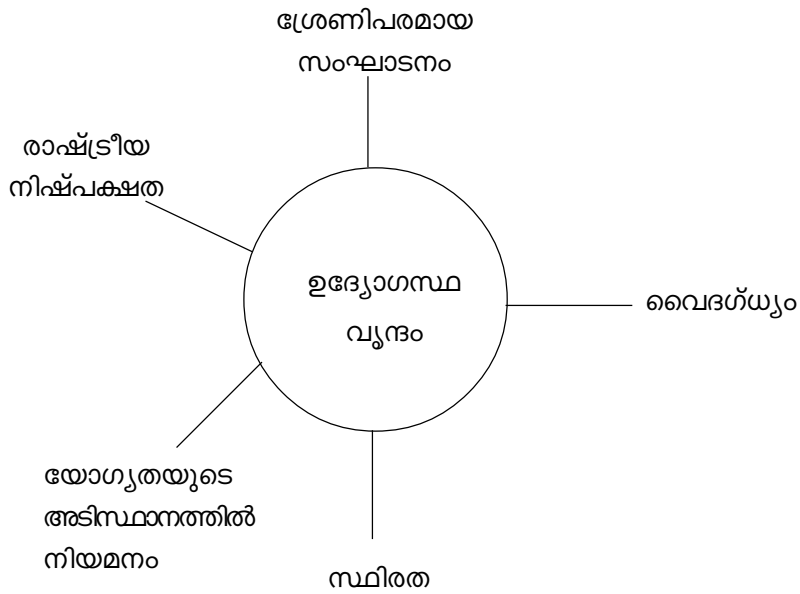 ശ്രേണിപരമായ
സംഘാടനം
രാഷ്ട്രീയ
നിഷ്പക്ഷത
ഉദ്യോഗസ്ഥ
വൃന്ദം
വൈദഗ്ധ്യം
യോഗ്യതയുടെ
അടിസ്ഥാനത്തിൽ
നിയമനം
സ്ഥിരത